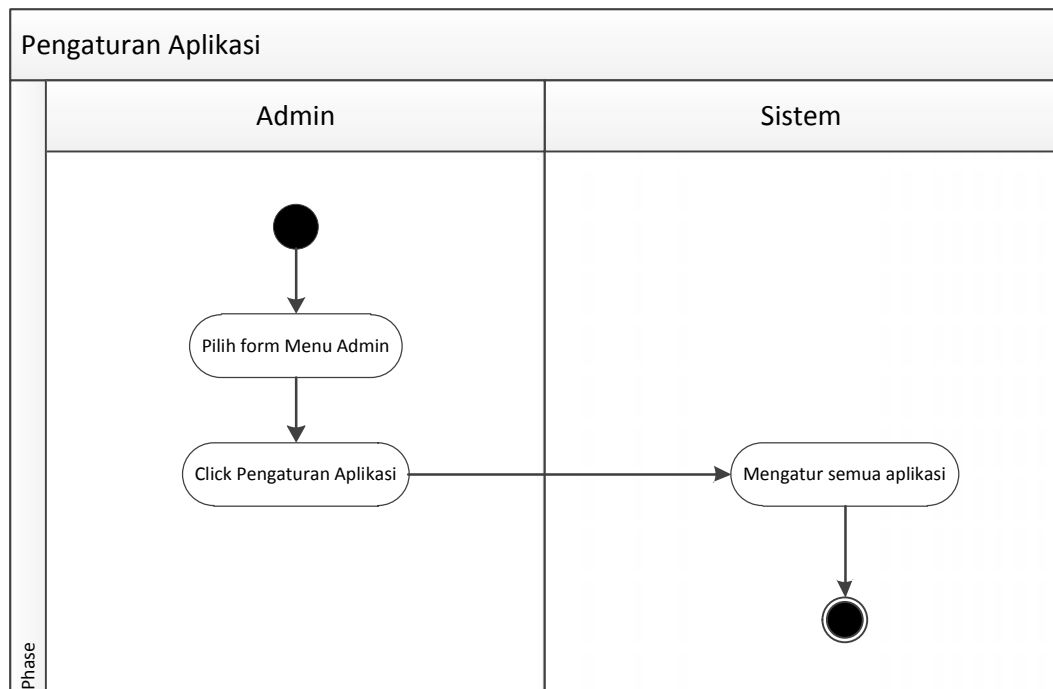 Pengaturan Aplikasi
Admin
Sistem
Pilih form Menu Admin
Click Pengaturan Aplikasi
Mengatur semua aplikasi
Phase